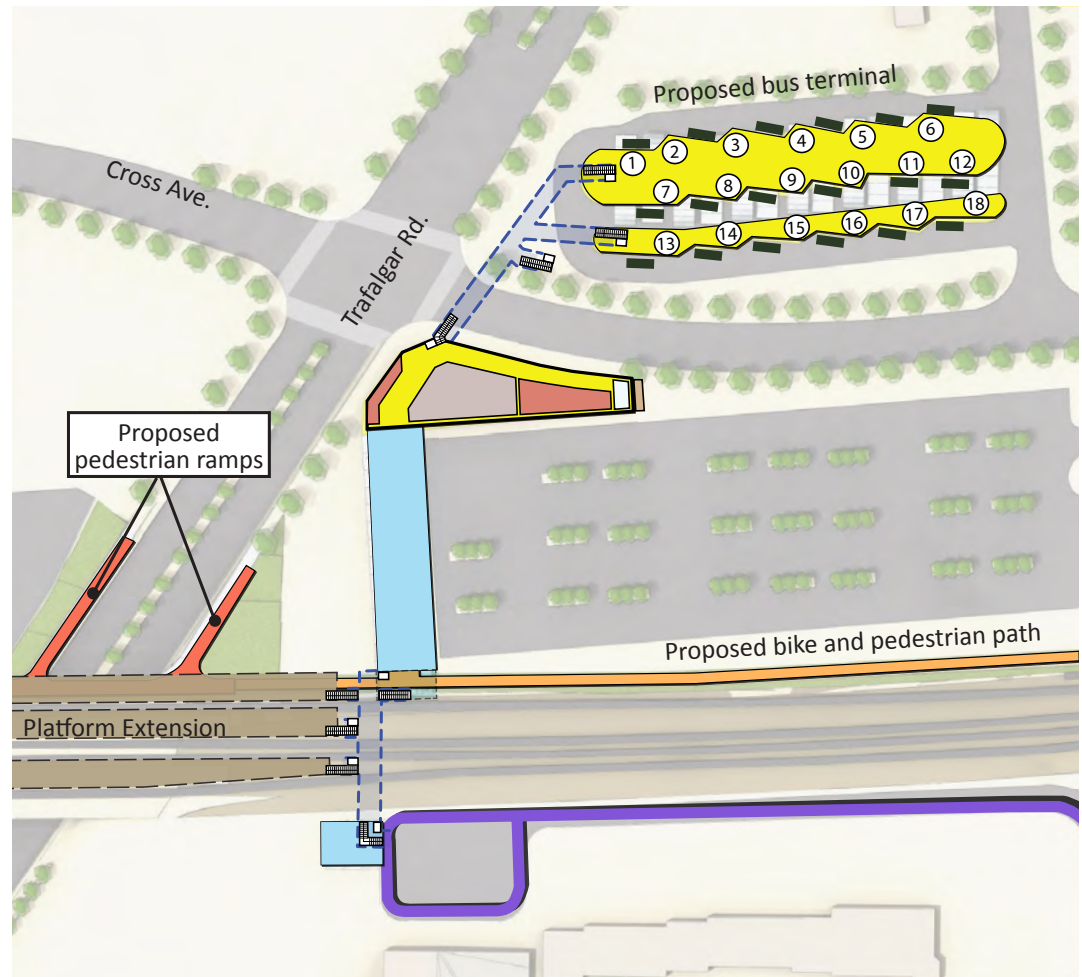 Proposed bus terminal
1
2
3
4
5
6
7
8
9
10
11
12
13
14
15
16
17
18
Cross Ave.
Trafalgar Rd.
Proposed
pedestrian ramps
Proposed bike and pedestrian path
Platform Extension